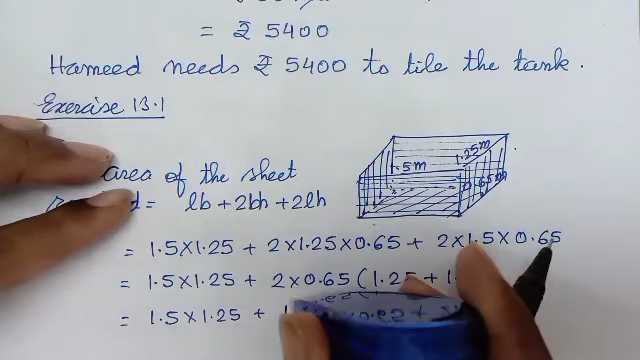 = ₹ 5400
Hameed needs ₹ 5400 to tile the tank.
Exercise 13.1
area of the sheet
= lb + 2bh + 2lh
1.5m
1.25m
0.65m
= 1.5×1.25 + 2×1.25×0.65 + 2×1.5×0.65
= 1.5×1.25 + 2×0.65(1.25 + 1.
= 1.5×1.25 +